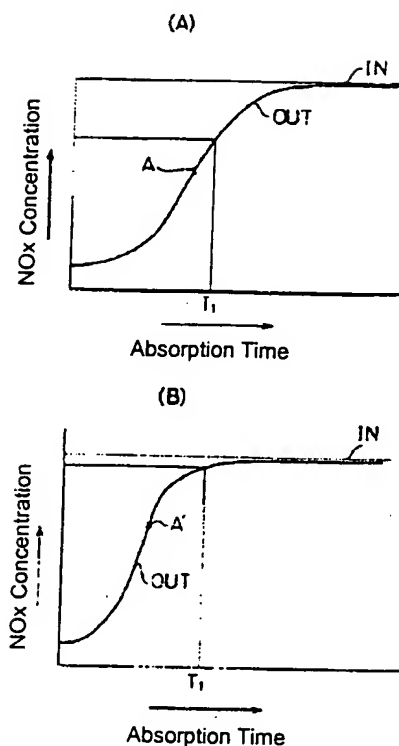 (A)
IN
OUT
A
NOx Concentration
T1
Absorption Time
(B)
IN
A'
OUT
NOx Concentration
T1
Absorption Time